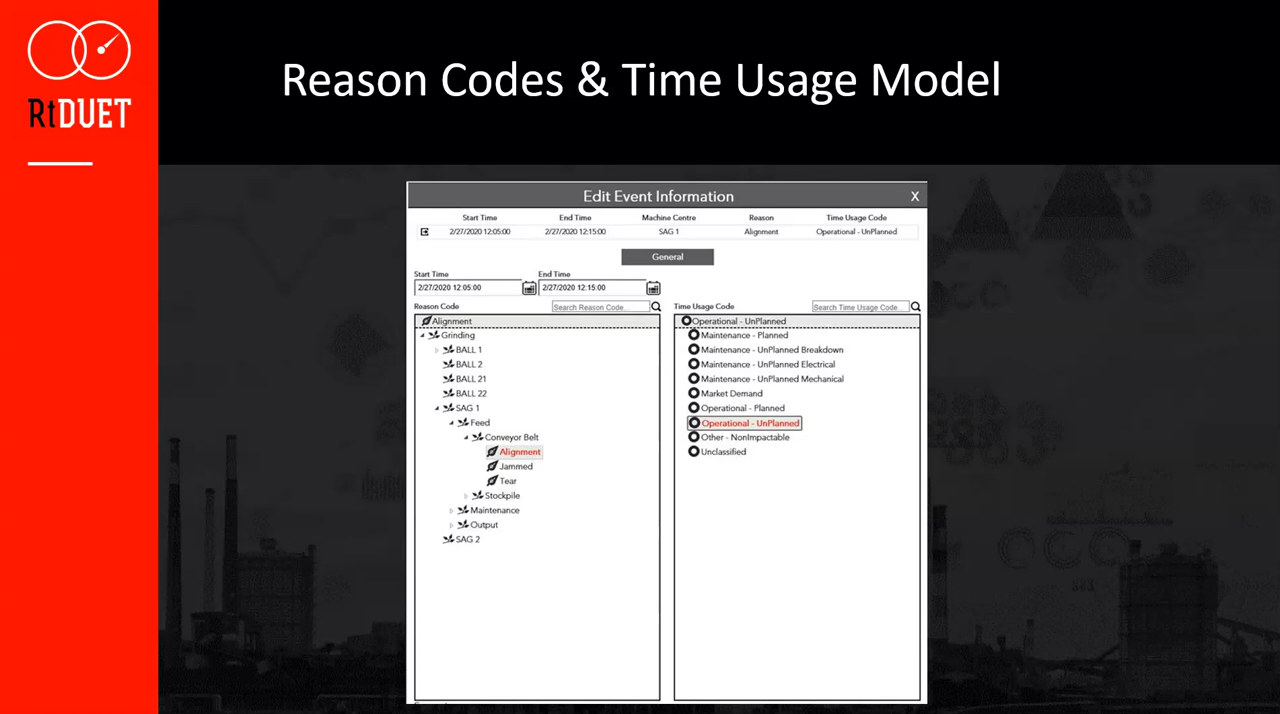 RtDUET
Reason Codes & Time Usage Model
Edit Event Information X
Start Time End Time Machine Centre Reason Time Usage Code
2/27/2020 12:05:00 2/27/2020 12:15:00 SAG 1 Alignment Operational - UnPlanned
General
Start Time End Time
2/27/2020 12:05:00 2/27/2020 12:15:00
Reason Code Search Reason Code... Time Usage Code Search Time Usage Code...
Alignment
Grinding
BALL 1
BALL 2
BALL 21
BALL 22
SAG 1
Feed
Conveyor Belt
Alignment
Jammed
Tear
Stockpile
Maintenance
Output
SAG 2
Operational - UnPlanned
Maintenance - Planned
Maintenance - UnPlanned Breakdown
Maintenance - UnPlanned Electrical
Maintenance - UnPlanned Mechanical
Market Demand
Operational - Planned
Operational - UnPlanned
Other - NonImpactable
Unclassified